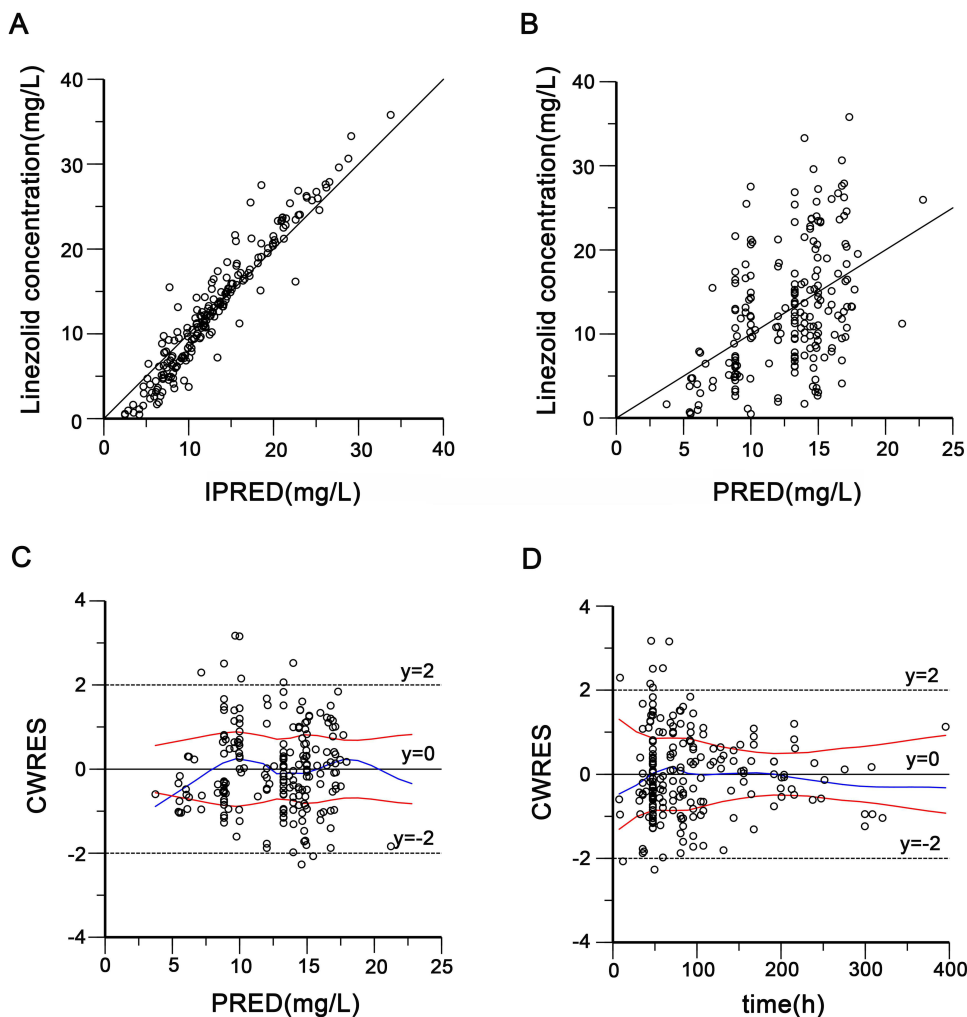 A
Linezolid concentration(mg/L)
40
30
20
10
0
0
10
20
30
40
IPRED(mg/L)
B
Linezolid concentration(mg/L)
40
30
20
10
0
0
5
10
15
20
25
PRED(mg/L)
C
CWRES
4
2
0
-2
-4
y=2
y=0
y=-2
0
5
10
15
20
25
PRED(mg/L)
D
CWRES
4
2
0
-2
-4
y=2
y=0
y=-2
0
100
200
300
400
time(h)